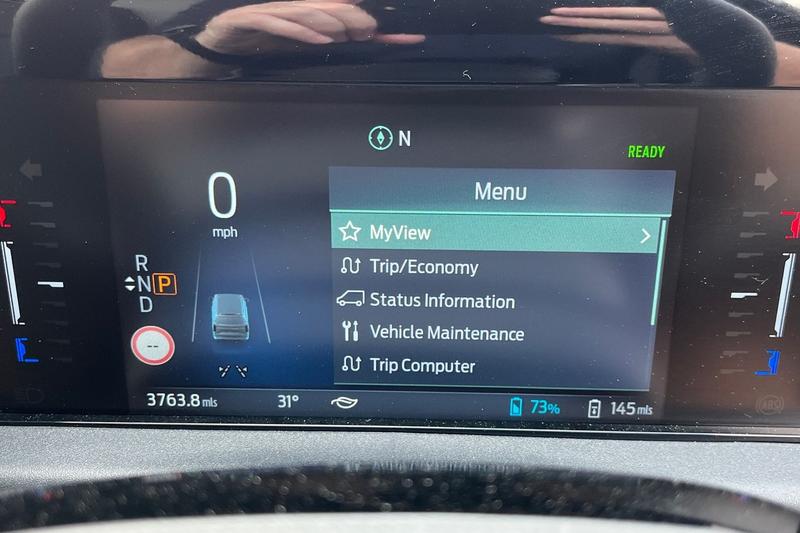 N
READY
0
mph
Menu
MyView
Trip/Economy
Status Information
Vehicle Maintenance
Trip Computer
R
N P
D
--
3763.8 mls
31°
73%
145 mls
ABS